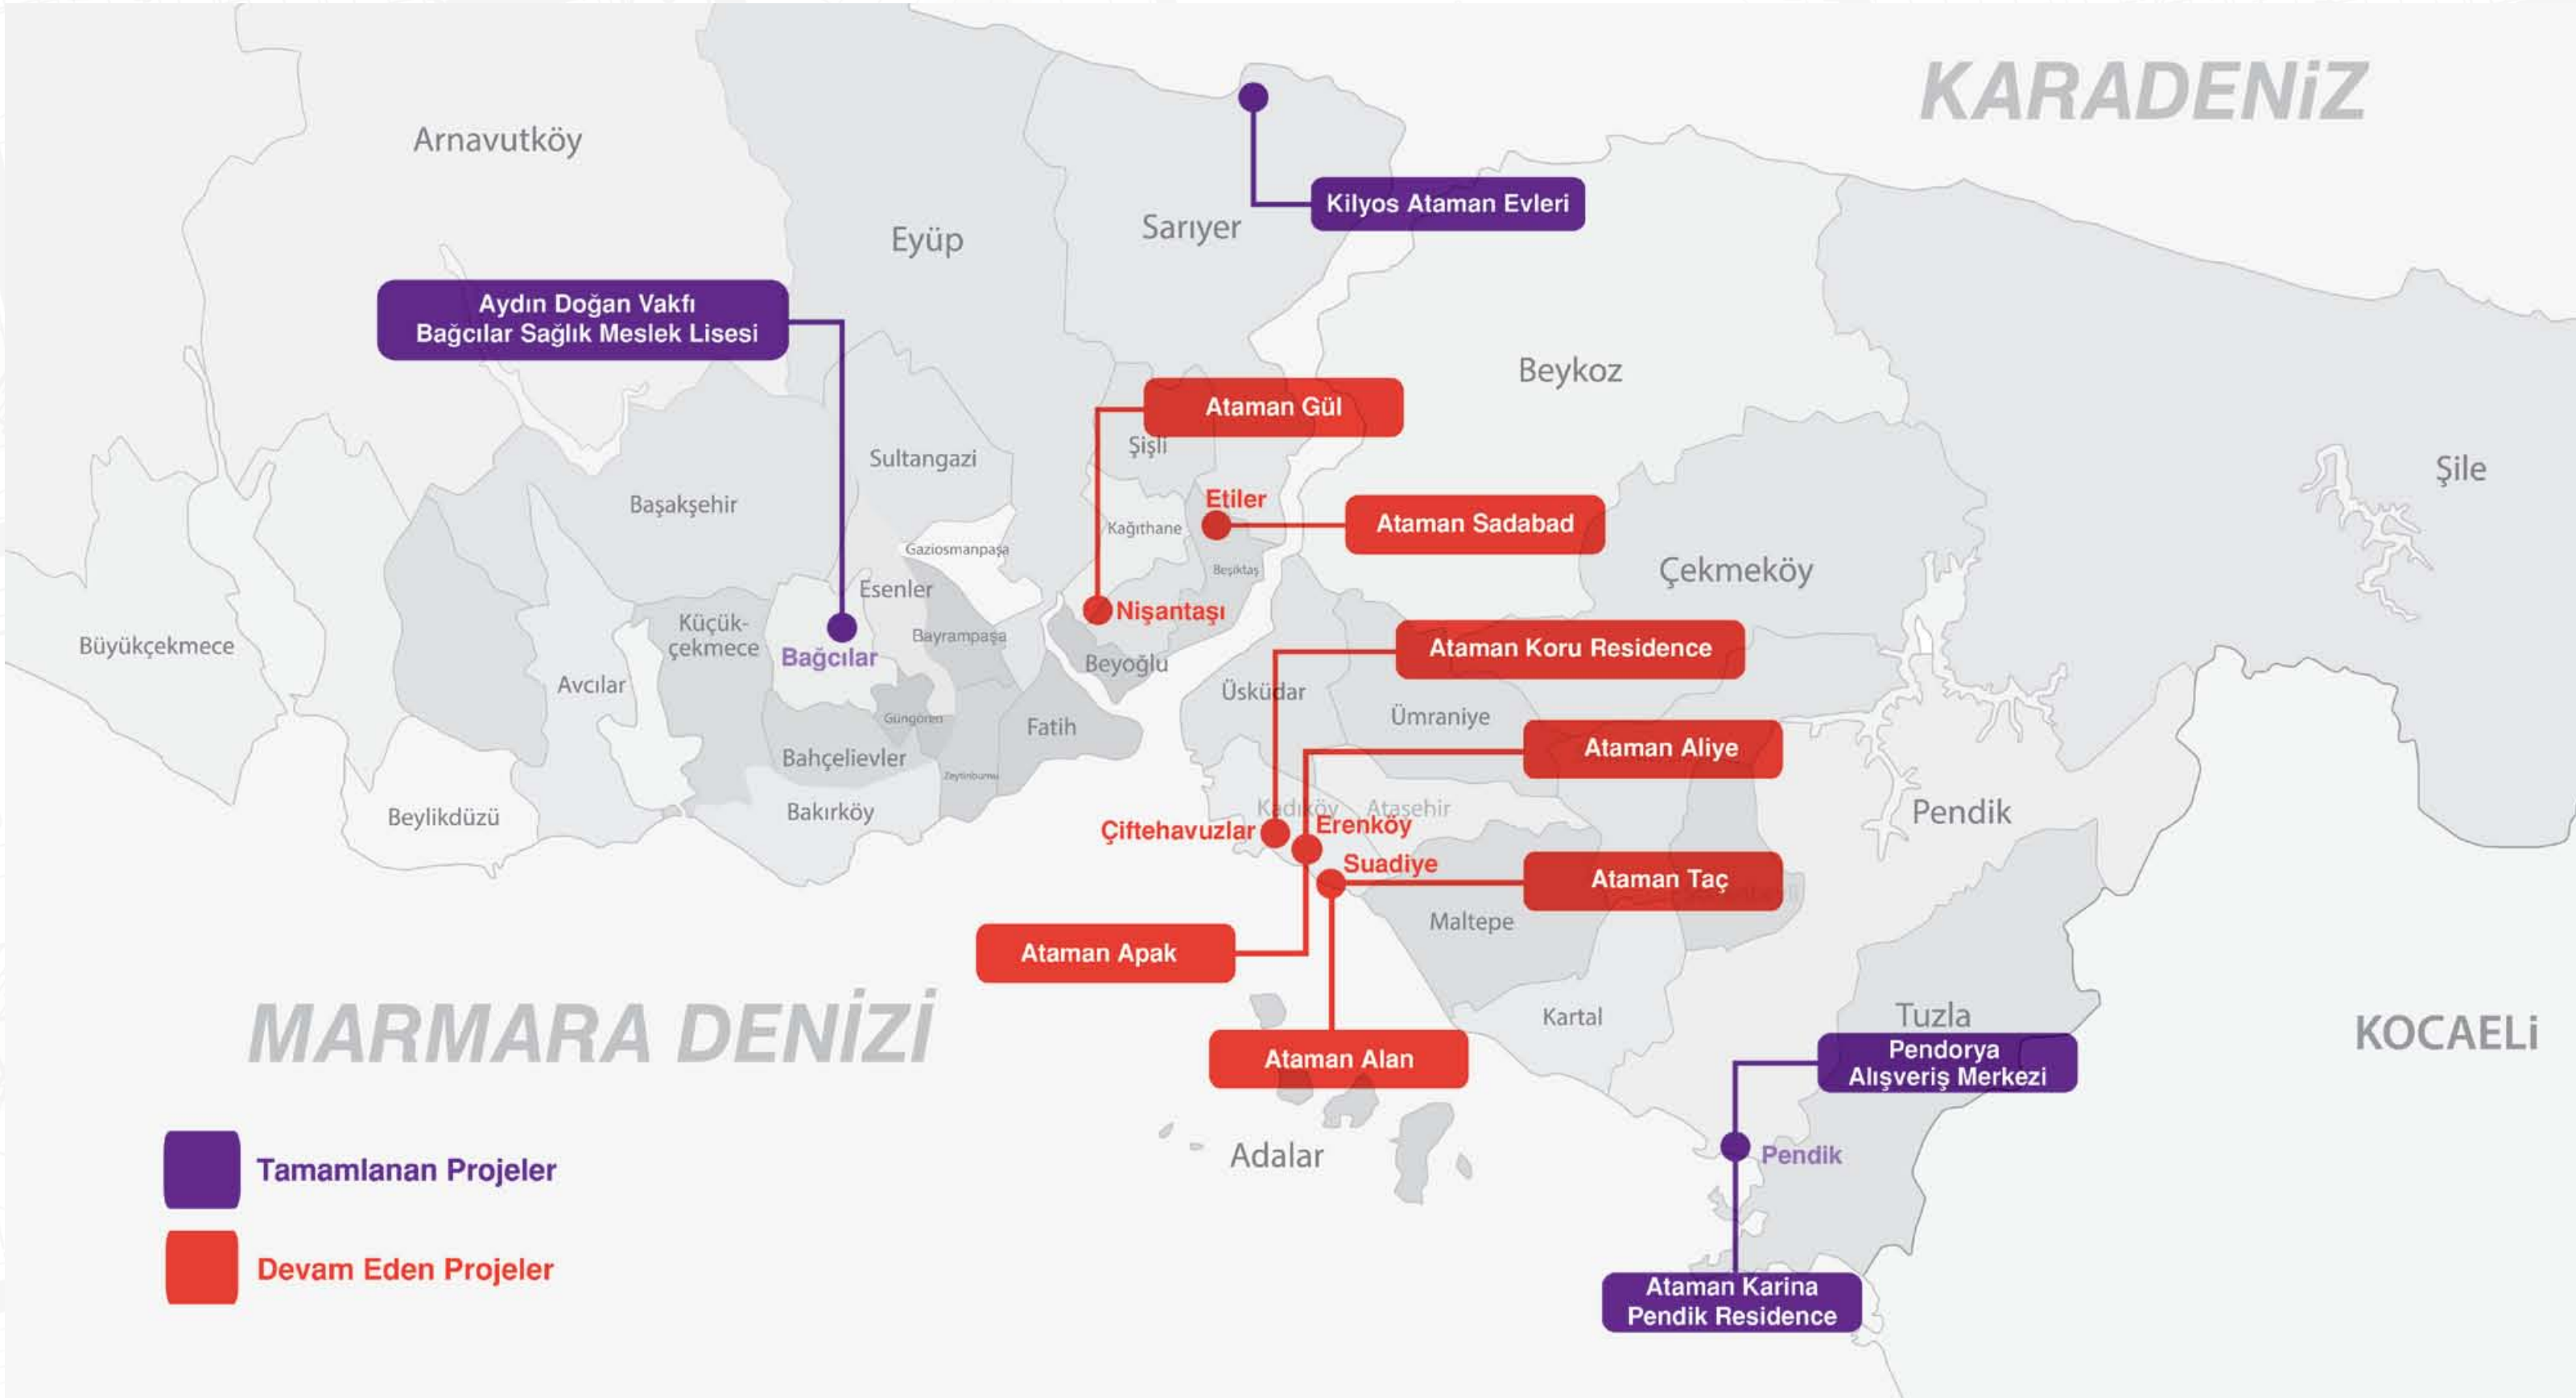 KARADENiZ
Arnavutköy
Kilyos Ataman Evleri
Sarıyer
Eyüp
Aydın Doğan Vakfı
Bağcılar Sağlık Meslek Lisesi
Beykoz
Ataman Gül
Şişli
Sultangazi
Şile
Başakşehir
Etiler
Ataman Sadabad
Kağıthane
Gaziosmanpaşa
Beşiktaş
Çekmeköy
Esenler
Nişantaşı
Küçük-
çekmece
Bayrampaşa
Büyükçekmece
Bağcılar
Ataman Koru Residence
Beyoğlu
Avcılar
Üsküdar
Güngören
Ümraniye
Fatih
Ataman Aliye
Bahçelievler
Zeytinburnu
Kadıköy
Ataşehir
Bakırköy
Pendik
Beylikdüzü
Çiftehavuzlar
Erenköy
Suadiye
Ataman Taç
Maltepe
Ataman Apak
MARMARA DENİZİ
Kartal
Tuzla
KOCAELi
Ataman Alan
Pendorya
Alışveriş Merkezi
Adalar
Pendik
Tamamlanan Projeler
Devam Eden Projeler
Ataman Karina
Pendik Residence